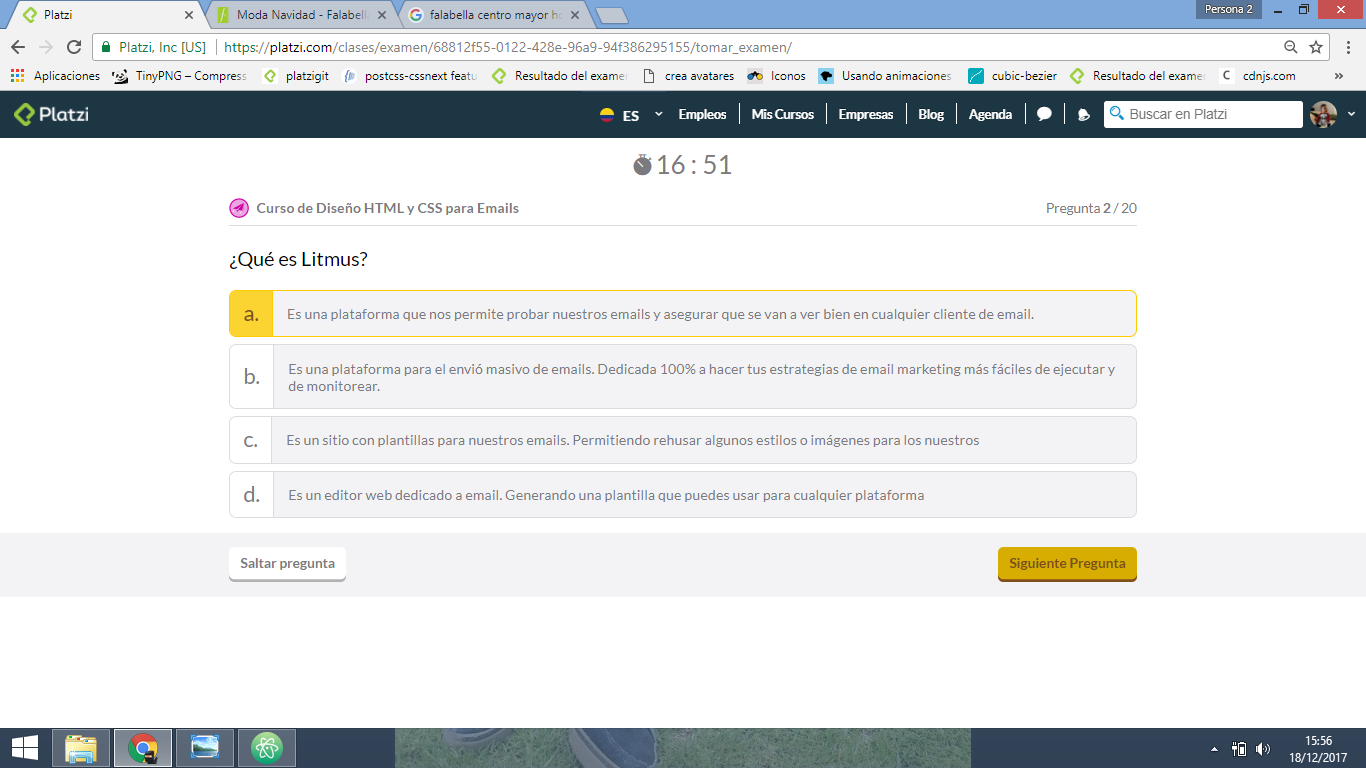 Platzi
Moda Navidad - Falabell
falabella centro mayor ho
Persona 2
Platzi, Inc [US]
https://platzi.com/clases/examen/68812f55-0122-428e-96a9-94f386295155/tomar_examen/
Aplicaciones
TinyPNG – Compress
platzigit
postcss-cssnext featu
Resultado del examen
crea avatares
Iconos
Usando animaciones
cubic-bezier
Resultado del examen
C cdnjs.com
»
Platzi
ES
Empleos
Mis Cursos
Empresas
Blog
Agenda
Buscar en Platzi
16 : 51
Curso de Diseño HTML y CSS para Emails
Pregunta 2 / 20
¿Qué es Litmus?
a. Es una plataforma que nos permite probar nuestros emails y asegurar que se van a ver bien en cualquier cliente de email.
b. Es una plataforma para el envió masivo de emails. Dedicada 100% a hacer tus estrategias de email marketing más fáciles de ejecutar y
de monitorear.
c. Es un sitio con plantillas para nuestros emails. Permitiendo rehusar algunos estilos o imágenes para los nuestros
d. Es un editor web dedicado a email. Generando una plantilla que puedes usar para cualquier plataforma
Saltar pregunta
Siguiente Pregunta
15:56
18/12/2017